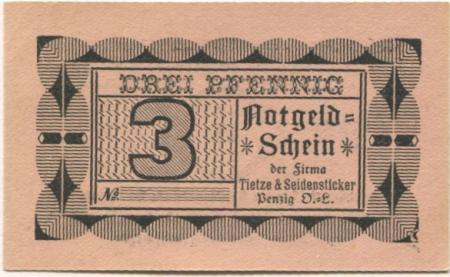 DREI PFENNIG
3
Notgeld=
* Schein *
der Firma
Tietze & Seidensticker
Penzig O.=L.
No.